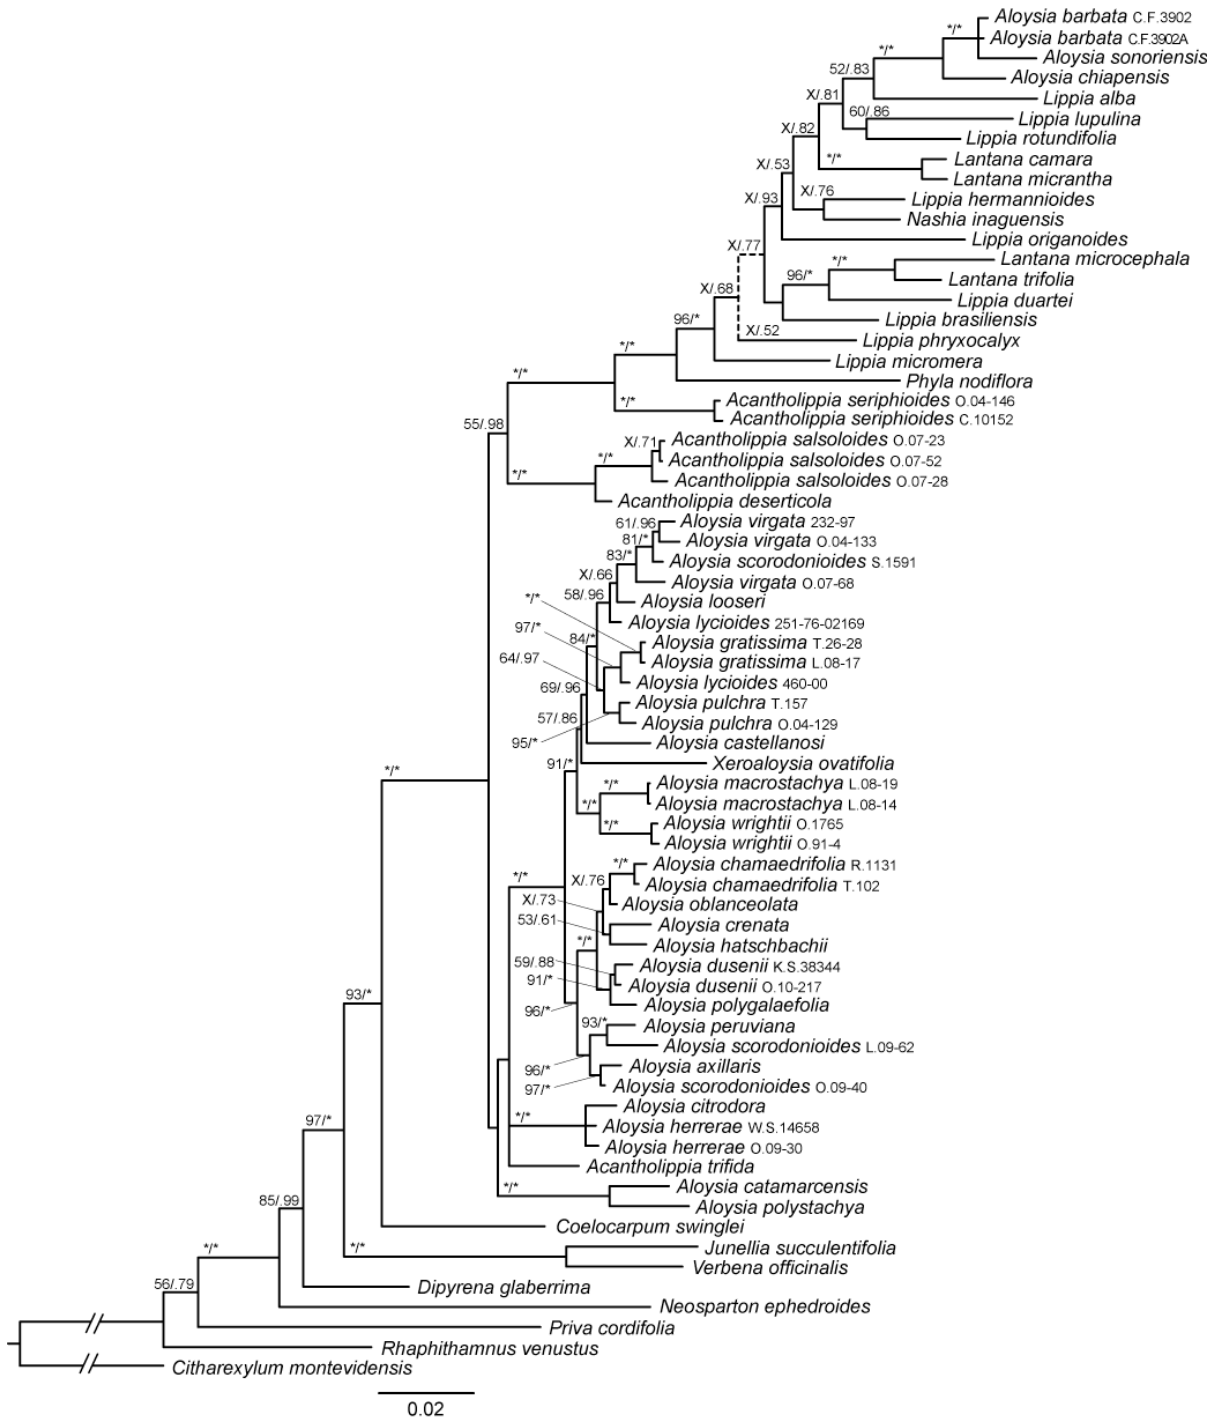 Aloysia barbata C.F.3902
*/*
Aloysia barbata C.F.3902A
*/*
Aloysia sonoriensis
52/.83
Aloysia chiapensis
X/.81
Lippia alba
60/.86
Lippia lupulina
X/.82
Lippia rotundifolia
*/*
Lantana camara
X/.53
Lantana micrantha
X/.76
Lippia hermannioides
X/.93
Nashia inaguensis
Lippia origanoides
X/.77
Lantana microcephala
*/*
96/*
Lantana trifolia
X/.68
Lippia duartei
Lippia brasiliensis
96/*
X/.52
Lippia phryxocalyx
*/*
Lippia micromera
*/*
Phyla nodiflora
*/*
Acantholippia seriphioides O.04-146
Acantholippia seriphioides C.10152
55/.98
X/.71
Acantholippia salsoloides O.07-23
*/*
Acantholippia salsoloides O.07-52
*/*
Acantholippia salsoloides O.07-28
Acantholippia deserticola
61/.96
Aloysia virgata 232-97
81/*
Aloysia virgata O.04-133
83/*
Aloysia scorodonioides S.1591
X/.66
Aloysia virgata O.07-68
58/.96
Aloysia looseri
*/*
Aloysia lycioides 251-76-02169
97/*
84/*
Aloysia gratissima T.26-28
64/.97
Aloysia gratissima L.08-17
69/.96
Aloysia lycioides 460-00
Aloysia pulchra T.157
57/.86
Aloysia pulchra O.04-129
95/*
Aloysia castellanosi
91/*
Xeroaloysia ovatifolia
*/*
*/*
Aloysia macrostachya L.08-19
*/*
Aloysia macrostachya L.08-14
*/*
Aloysia wrightii O.1765
Aloysia wrightii O.91-4
*/*
*/*
Aloysia chamaedrifolia R.1131
X/.76
Aloysia chamaedrifolia T.102
X/.73
Aloysia oblanceolata
53/.61
Aloysia crenata
*/*
Aloysia hatschbachii
59/.88
Aloysia dusenii K.S.38344
91/*
Aloysia dusenii O.10-217
93/*
96/*
Aloysia polygalaefolia
93/*
Aloysia peruviana
Aloysia scorodonioides L.09-62
96/*
Aloysia axillaris
97/*
Aloysia scorodonioides O.09-40
*/*
Aloysia citrodora
Aloysia herrerae W.S.14658
97/*
Aloysia herrerae O.09-30
Acantholippia trifida
*/*
Aloysia catamarcensis
85/.99
Aloysia polystachya
Coelocarpum swinglei
*/*
*/*
Junellia succulentifolia
Verbena officinalis
56/.79
Dipyrena glaberrima
Neosparton ephedroides
Priva cordifolia
Rhaphithamnus venustus
Citharexylum montevidensis
0.02